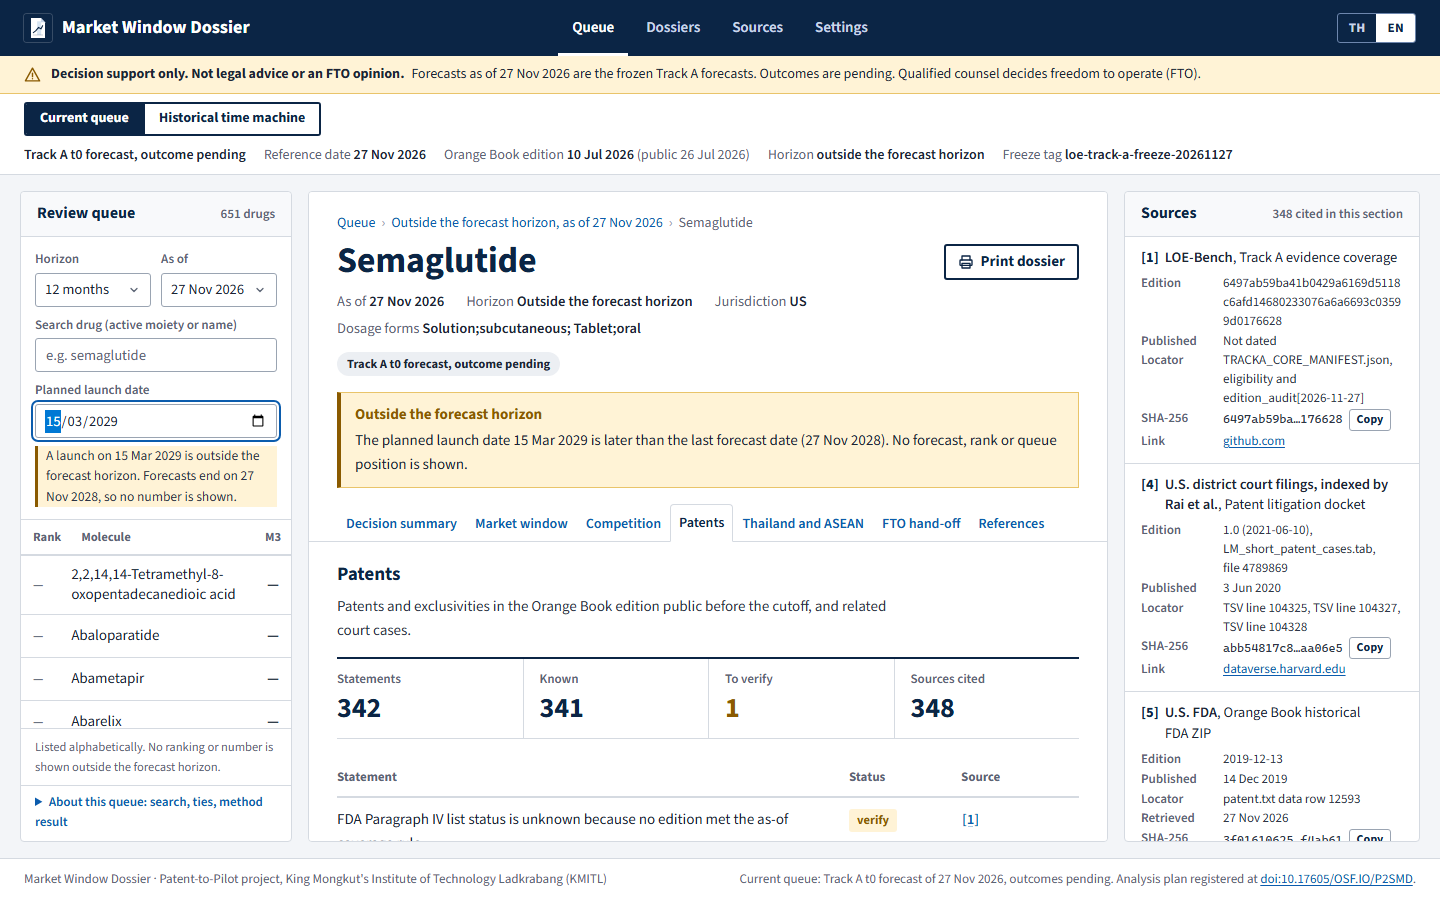 Market Window Dossier
Queue
Dossiers
Sources
Settings
TH
EN
Decision support only. Not legal advice or an FTO opinion. Forecasts as of 27 Nov 2026 are the frozen Track A forecasts. Outcomes are pending. Qualified counsel decides freedom to operate (FTO).
Current queue
Historical time machine
Track A t0 forecast, outcome pending
Reference date 27 Nov 2026
Orange Book edition 10 Jul 2026 (public 26 Jul 2026)
Horizon outside the forecast horizon
Freeze tag loe-track-a-freeze-20261127
Review queue
651 drugs
Horizon
As of
12 months
27 Nov 2026
Search drug (active moiety or name)
e.g. semaglutide
Planned launch date
15/03/2029
A launch on 15 Mar 2029 is outside the
forecast horizon. Forecasts end on 27
Nov 2028, so no number is shown.
Rank
Molecule
M3
– 2,2,14,14-Tetramethyl-8- —
oxopentadecanedioic acid
– Abaloparatide —
– Abametapir —
– Abarelix —
Listed alphabetically. No ranking or number is
shown outside the forecast horizon.
▶ About this queue: search, ties, method
result
Queue › Outside the forecast horizon, as of 27 Nov 2026 › Semaglutide
Semaglutide
Print dossier
As of 27 Nov 2026
Horizon Outside the forecast horizon
Jurisdiction US
Dosage forms Solution;subcutaneous; Tablet;oral
Track A t0 forecast, outcome pending
Outside the forecast horizon
The planned launch date 15 Mar 2029 is later than the last forecast date (27 Nov 2028). No forecast, rank or queue
position is shown.
Decision summary
Market window
Competition
Patents
Thailand and ASEAN
FTO hand-off
References
Patents
Patents and exclusivities in the Orange Book edition public before the cutoff, and related
court cases.
Statements
Known
To verify
Sources cited
342
341
1
348
Statement
Status
Source
FDA Paragraph IV list status is unknown because no edition met the as-of
verify
[1]
Sources
348 cited in this section
[1] LOE-Bench, Track A evidence coverage
Edition 6497ab59ba41b0429a6169d5118
c6afd14680233076a6a6693c0359
9d0176628
Published Not dated
Locator TRACKA_CORE_MANIFEST.json,
eligibility and
edition_audit[2026-11-27]
SHA-256 6497ab59ba…176628 Copy
Link github.com
[4] U.S. district court filings, indexed by
Rai et al., Patent litigation docket
Edition 1.0 (2021-06-10),
LM_short_patent_cases.tab,
file 4789869
Published 3 Jun 2020
Locator TSV line 104325, TSV line 104327,
TSV line 104328
SHA-256 abb54817c8…aa06e5 Copy
Link dataverse.harvard.edu
[5] U.S. FDA, Orange Book historical
FDA ZIP
Edition 2019-12-13
Published 14 Dec 2019
Locator patent.txt data row 12593
Retrieved 27 Nov 2026
SHA-256 3f01610625…f0ab61 Copy
Market Window Dossier · Patent-to-Pilot project, King Mongkut's Institute of Technology Ladkrabang (KMITL)
Current queue: Track A t0 forecast of 27 Nov 2026, outcomes pending. Analysis plan registered at doi:10.17605/OSF.IO/P2SMD.